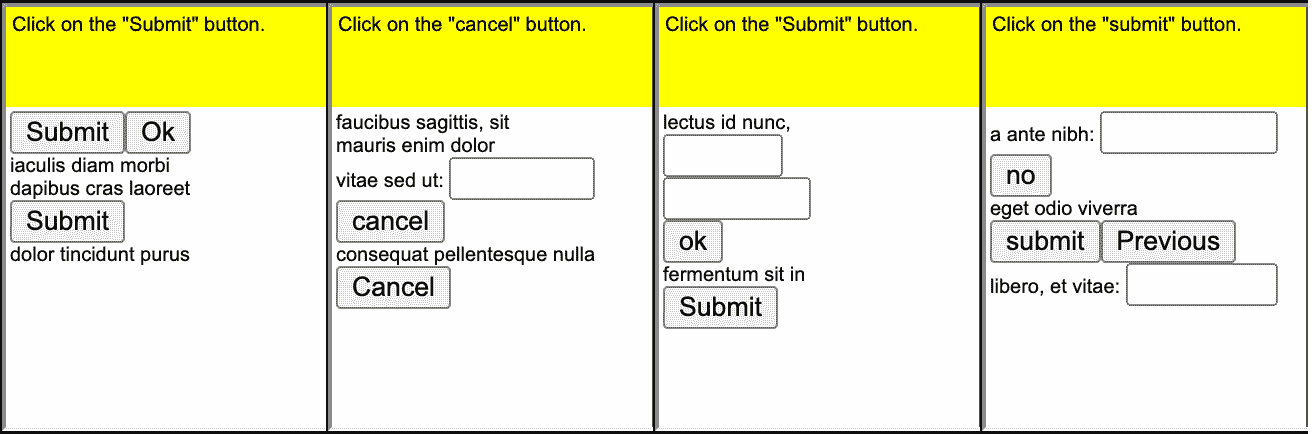 Click on the "Submit" button.
Submit Ok
iaculis diam morbi
dapibus cras laoreet
Submit
dolor tincidunt purus
Click on the "cancel" button.
faucibus sagittis, sit
mauris enim dolor
vitae sed ut:
cancel
consequat pellentesque nulla
Cancel
Click on the "Submit" button.
lectus id nunc,
ok
fermentum sit in
Submit
Click on the "submit" button.
a ante nibh:
no
eget odio viverra
submit Previous
libero, et vitae: